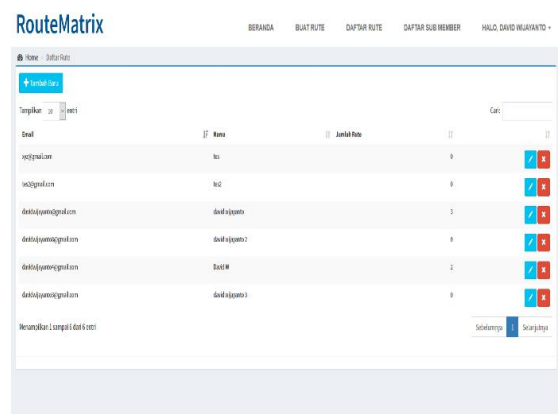 RouteMatrix
BERANDA BUAT RUTE DAFTAR RUTE DAFTAR SUB MEMBER HALO, DAVID WIJAYANTO
Home Daftar Rute
Tambah Baru
Tampilkan 10 entri Cari:
Email Nama Jumlah Rute
xyz@gmail.com tes 0
tes2@gmail.com tes2 0
3
david wijayanto 2 0
David W 2
david wijayanto 3 0
Menampilkan 1 sampai 6 dari 6 entri
Sebelumnya 1 Selanjutnya